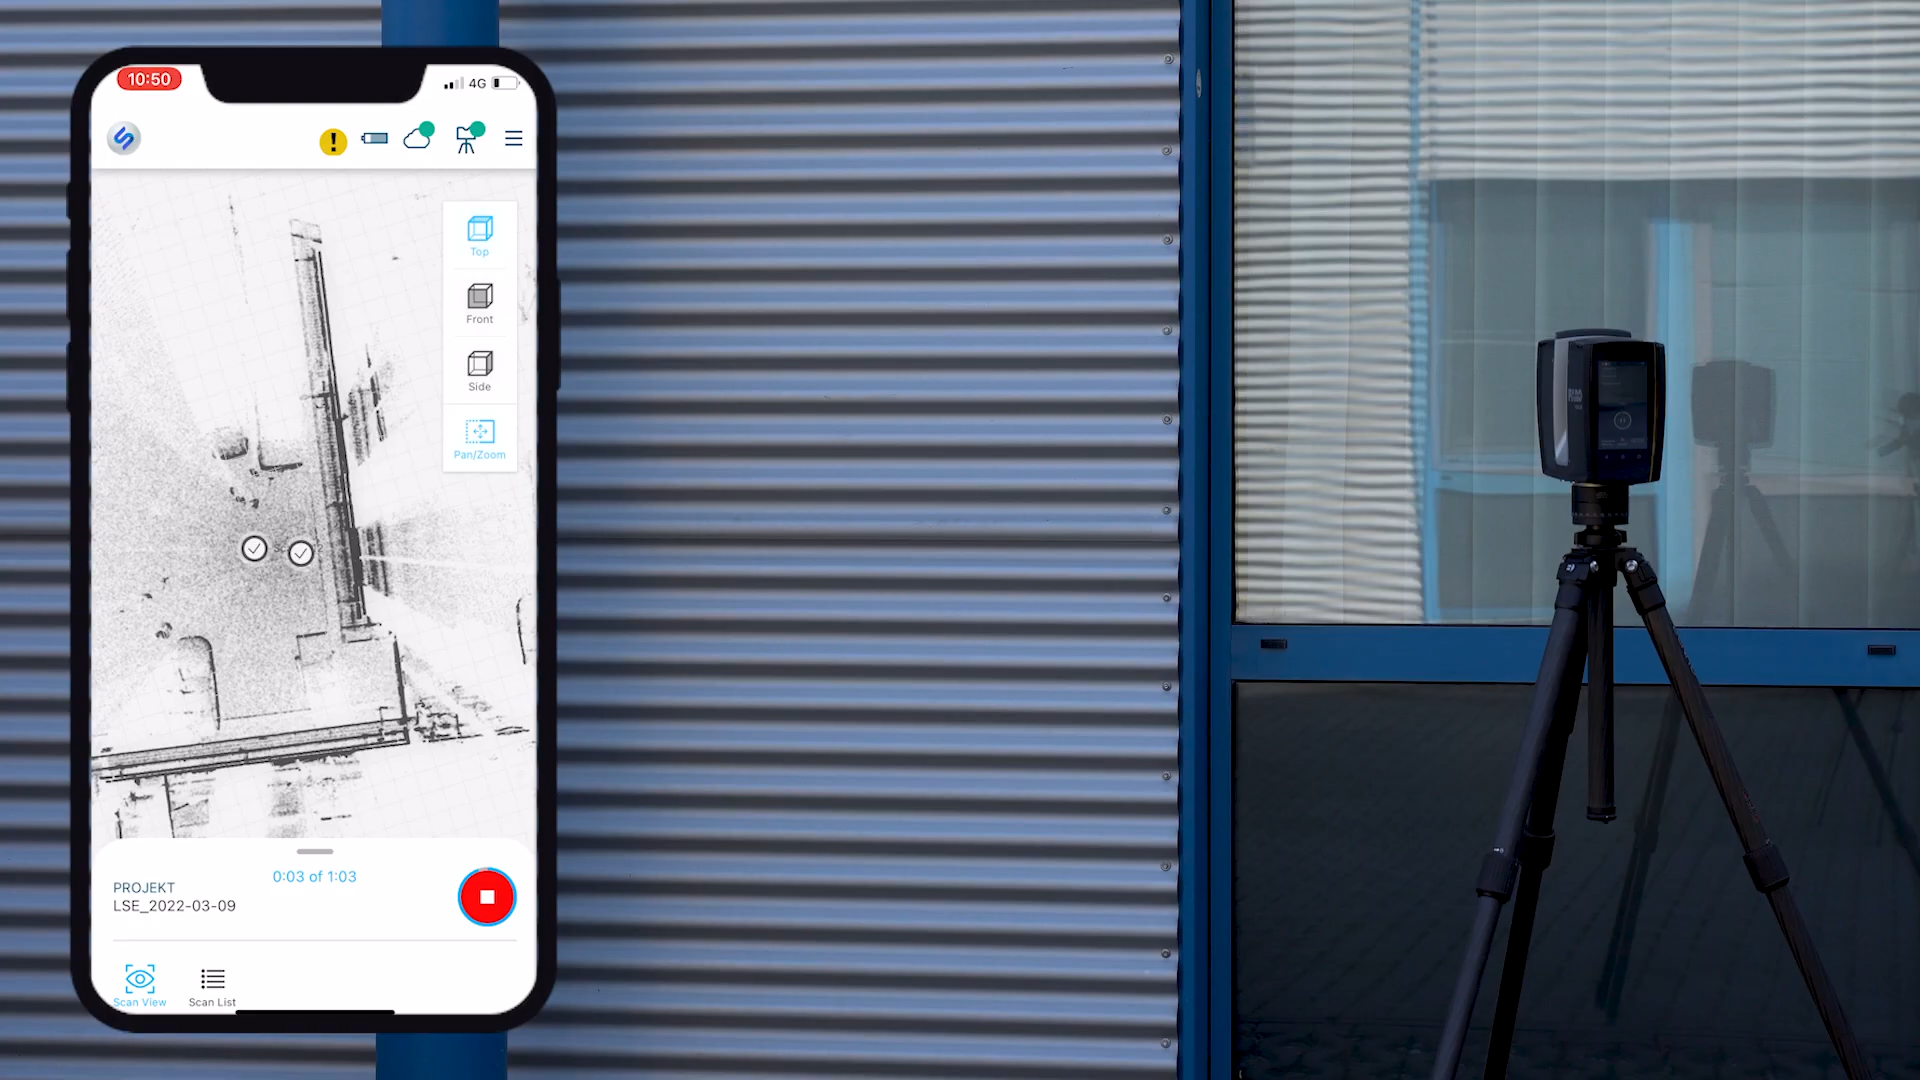 10:50
4G
!
Top
Front
Side
Pan/Zoom
0:03 of 1:03
PROJEKT
LSE_2022-03-09
Scan View
Scan List